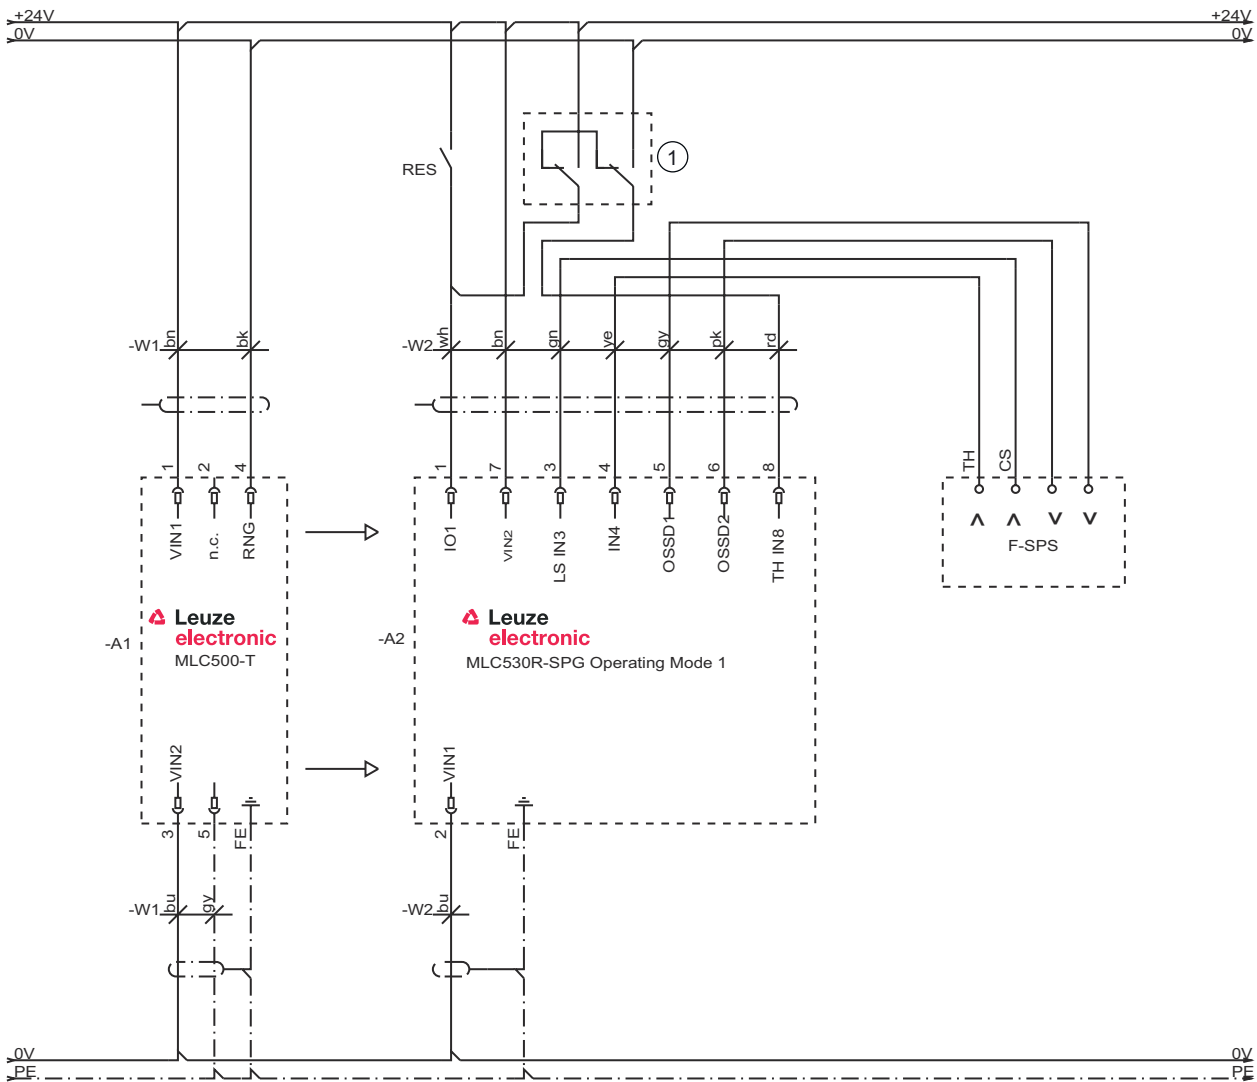 +24V
+24V
0V
0V
1
RES
-W1
bn
bk
-W2
wh
bn
gn
ye
gy
pk
rd
1
2
4
1
7
3
4
5
6
8
TH
CS
VIN1
n.c.
RNG
IO1
VIN2
LS IN3
IN4
OSSD1
OSSD2
TH IN8
F-SPS
Leuze
electronic
MLC500-T
-A1
Leuze
electronic
MLC530R-SPG Operating Mode 1
-A2
VIN2
VIN1
3
5
FE
2
FE
-W1
bu
gy
-W2
bu
0V
0V
PE
PE